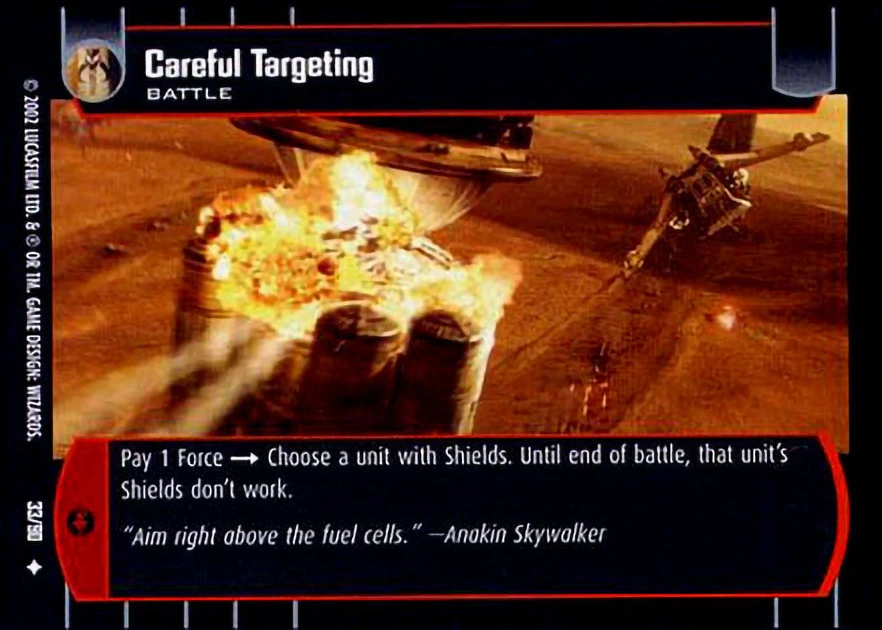 Careful Targeting
BATTLE
Pay 1 Force → Choose a unit with Shields. Until end of battle, that unit's
Shields don't work.
"Aim right above the fuel cells." —Anakin Skywalker
© 2002 LUCASFILM LTD. & ® OR TM. GAME DESIGN: WIZARDS.
33/90